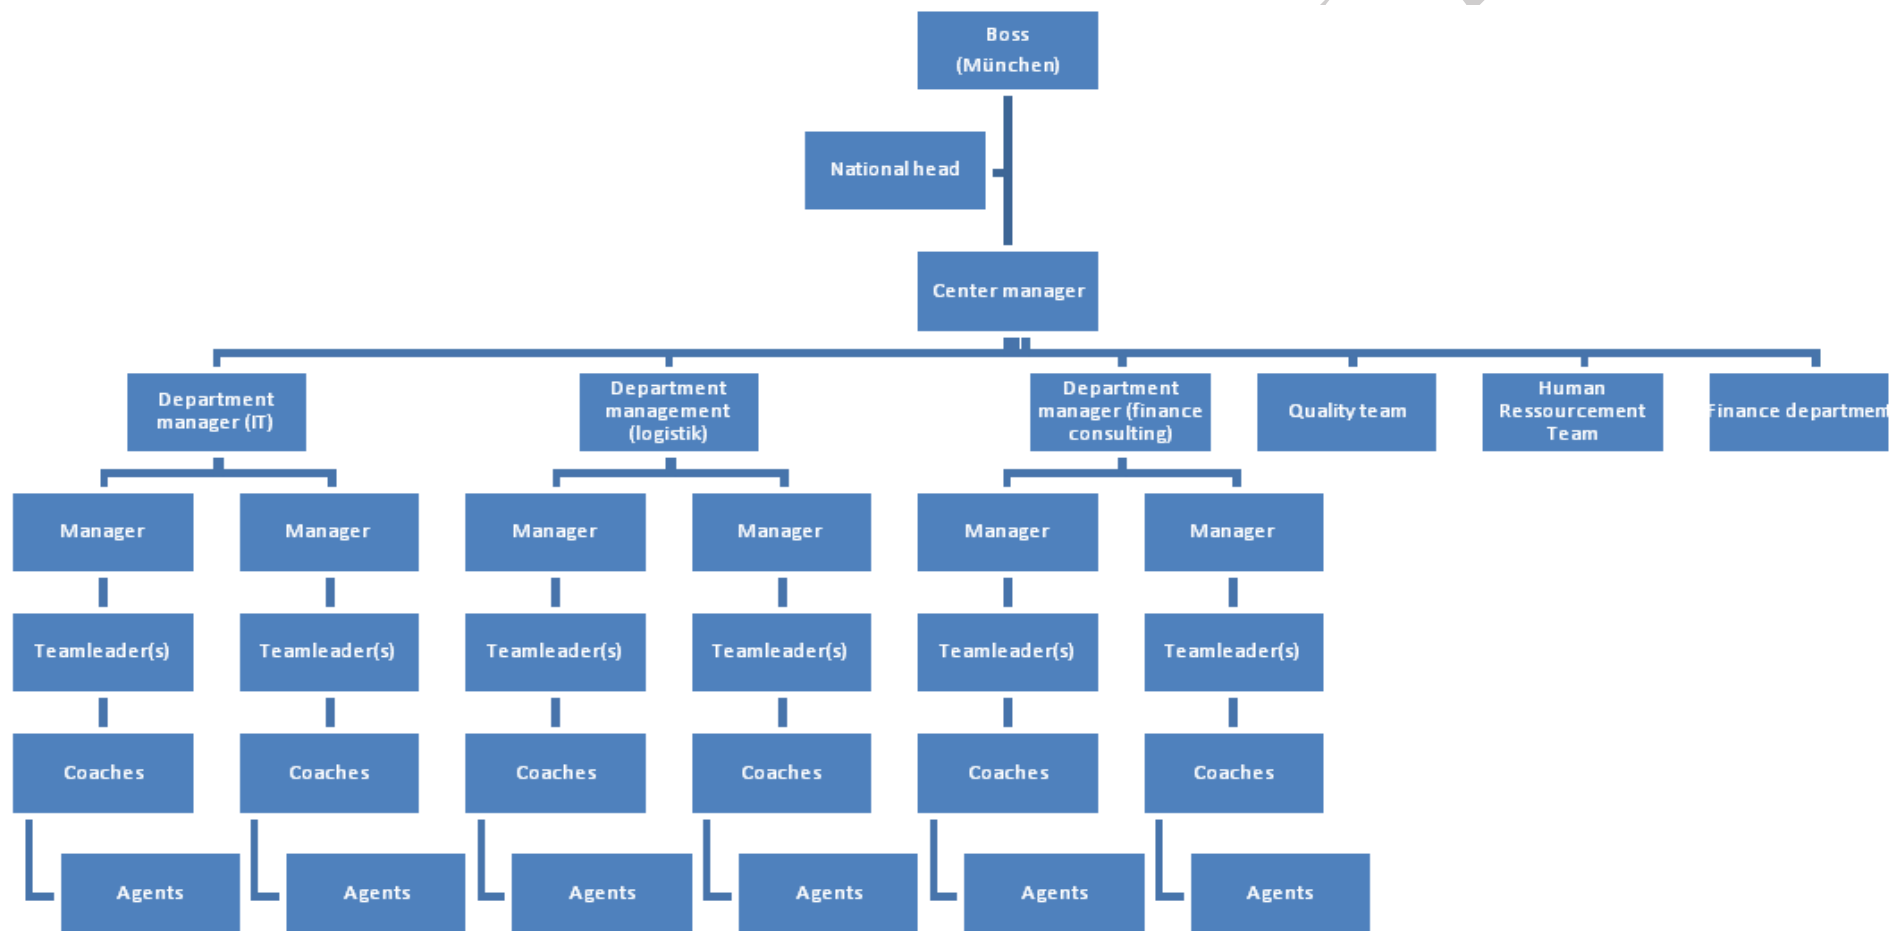 Boss
(München)
National head
Center manager
Department
manager (IT)
Department
management
(logistik)
Department
manager (finance
consulting)
Quality team
Human
Ressourcement
Team
Finance department
Manager
Manager
Manager
Manager
Manager
Manager
Teamleader(s)
Teamleader(s)
Teamleader(s)
Teamleader(s)
Teamleader(s)
Teamleader(s)
Coaches
Coaches
Coaches
Coaches
Coaches
Coaches
Agents
Agents
Agents
Agents
Agents
Agents